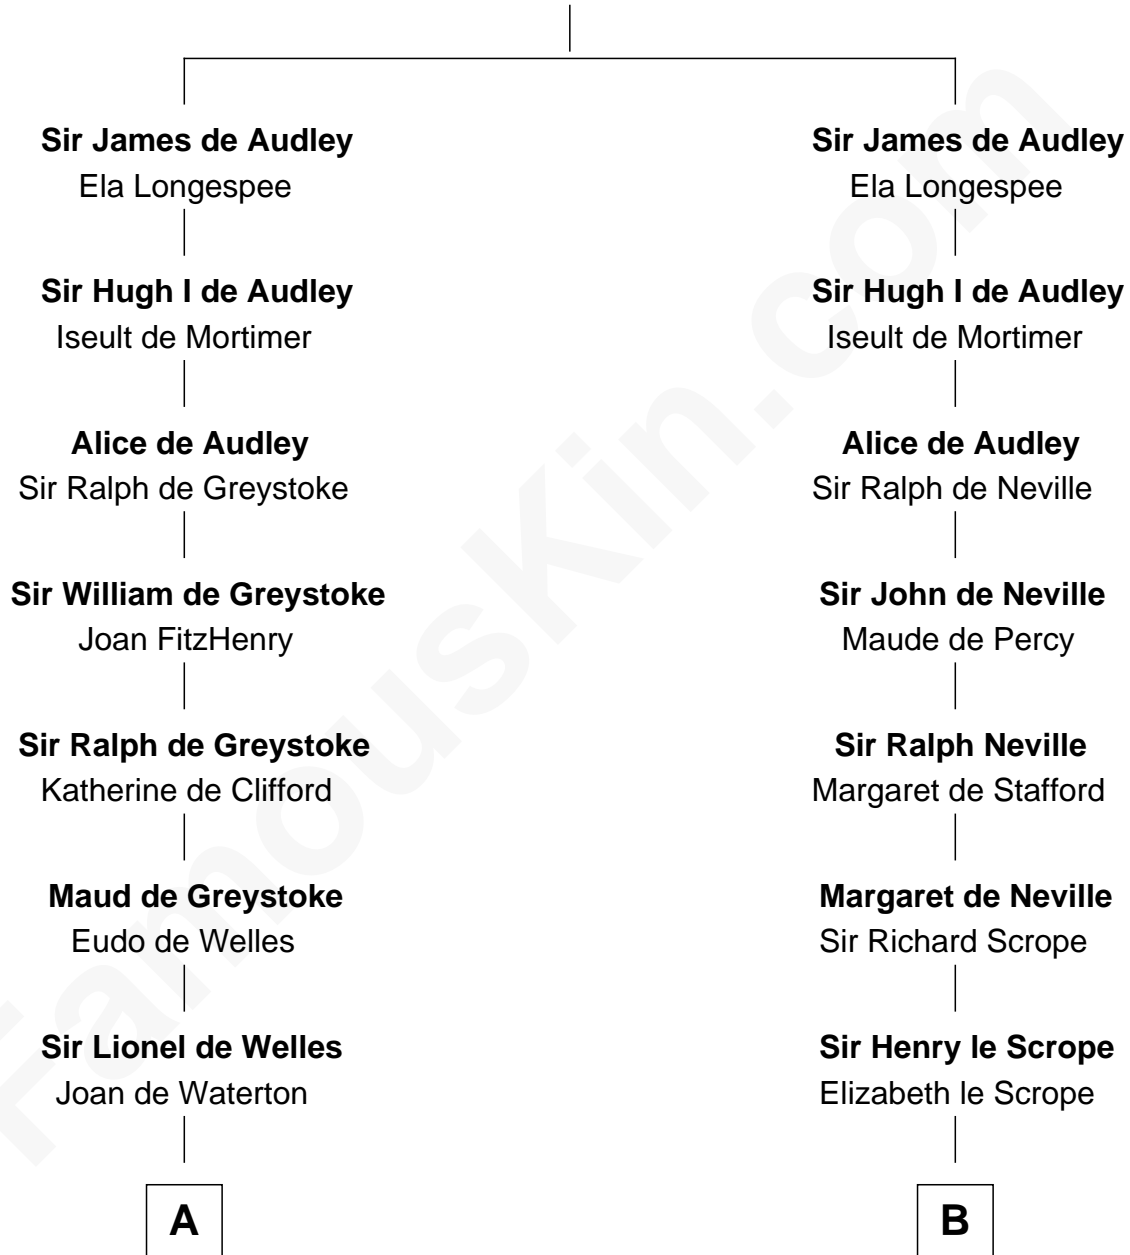 Sir James de Audley
Ela Longespee
Sir Hugh I de Audley
Iseult de Mortimer
Alice de Audley
Sir Ralph de Greystoke
Sir William de Greystoke
Joan FitzHenry
Sir Ralph de Greystoke
Katherine de Clifford
Maud de Greystoke
Eudo de Welles
Sir Lionel de Welles
Joan de Waterton
A
Sir James de Audley
Ela Longespee
Sir Hugh I de Audley
Iseult de Mortimer
Alice de Audley
Sir Ralph de Neville
Sir John de Neville
Maude de Percy
Sir Ralph Neville
Margaret de Stafford
Margaret de Neville
Sir Richard Scrope
Sir Henry le Scrope
Elizabeth le Scrope
B
FamousKin.com